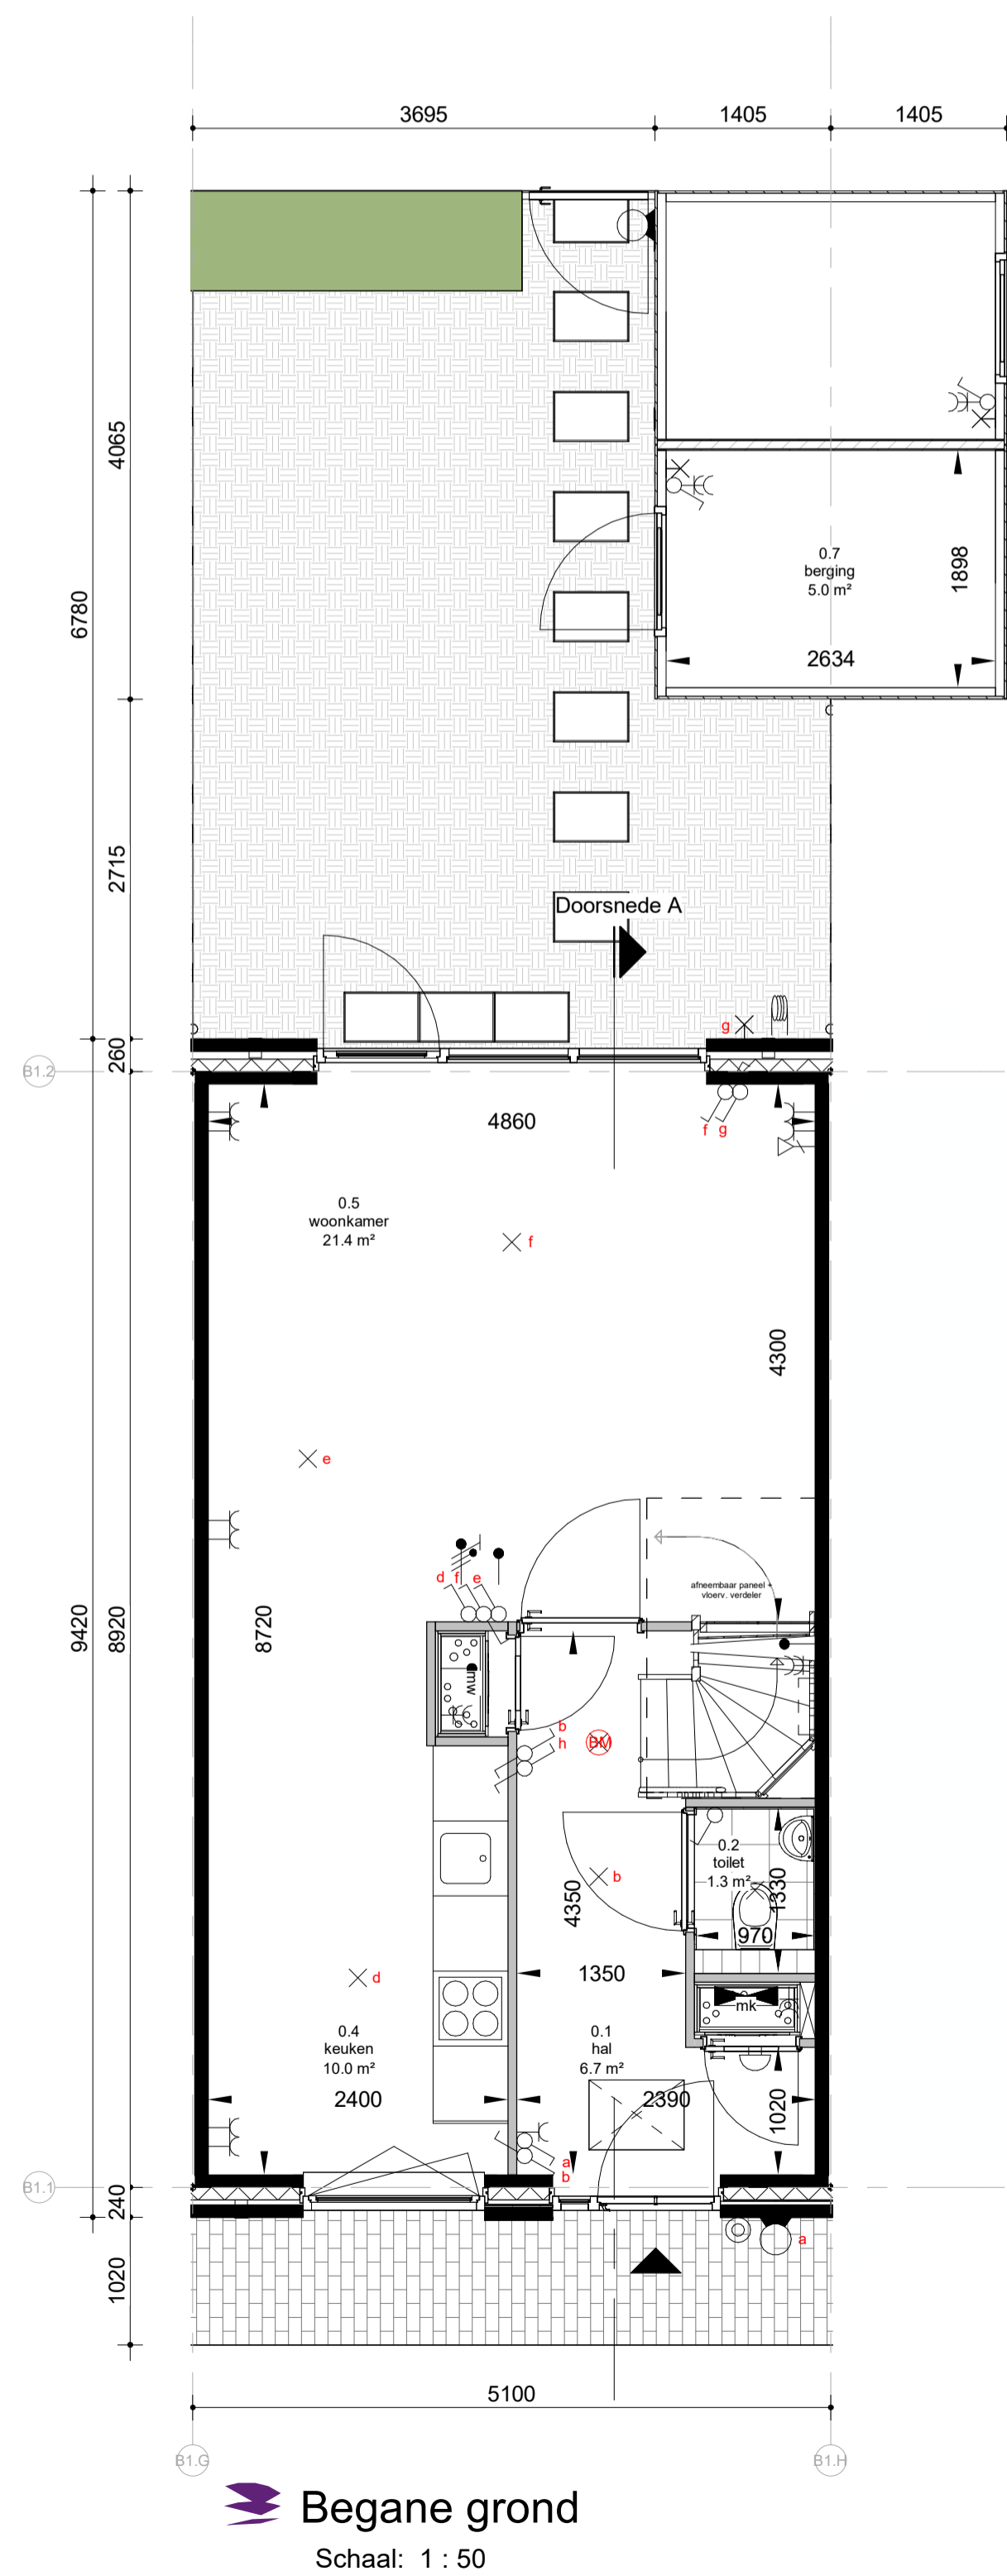 3695
1405
1405
4065
6780
0.7
berging
5.0 m²
1898
2634
2715
Doorsnede A
g
260
B1.2
4860
f
g
0.5
woonkamer
21.4 m²
f
4300
e
d
f
e
afneembaar paneel +
vloerv. verdeler
9420
8920
8720
mw
b
h
BM
0.2
toilet
1.3 m²
1330
b
4350
970
1350
d
mk
0.4
keuken
10.0 m²
0.1
hal
6.7 m²
2400
2390
1020
a
b
B1.1
240
a
1020
5100
B1.G
B1.H
Begane grond
Schaal: 1 : 50